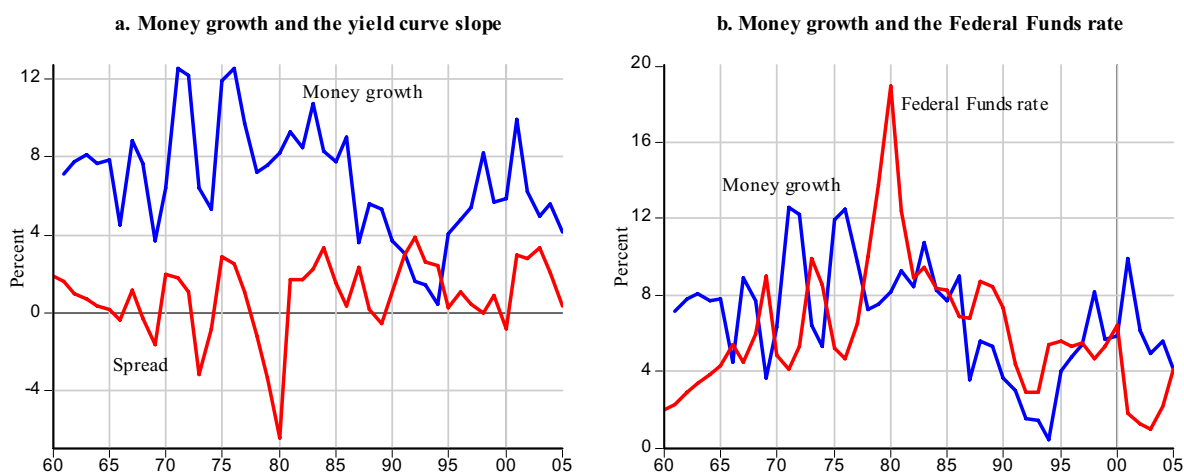 a. Money growth and the yield curve slope
12
8
4
0
-4
Percent
Money growth
Spread
60 65 70 75 80 85 90 95 00 05
b. Money growth and the Federal Funds rate
20
16
12
8
4
0
Percent
Federal Funds rate
Money growth
60 65 70 75 80 85 90 95 00 05